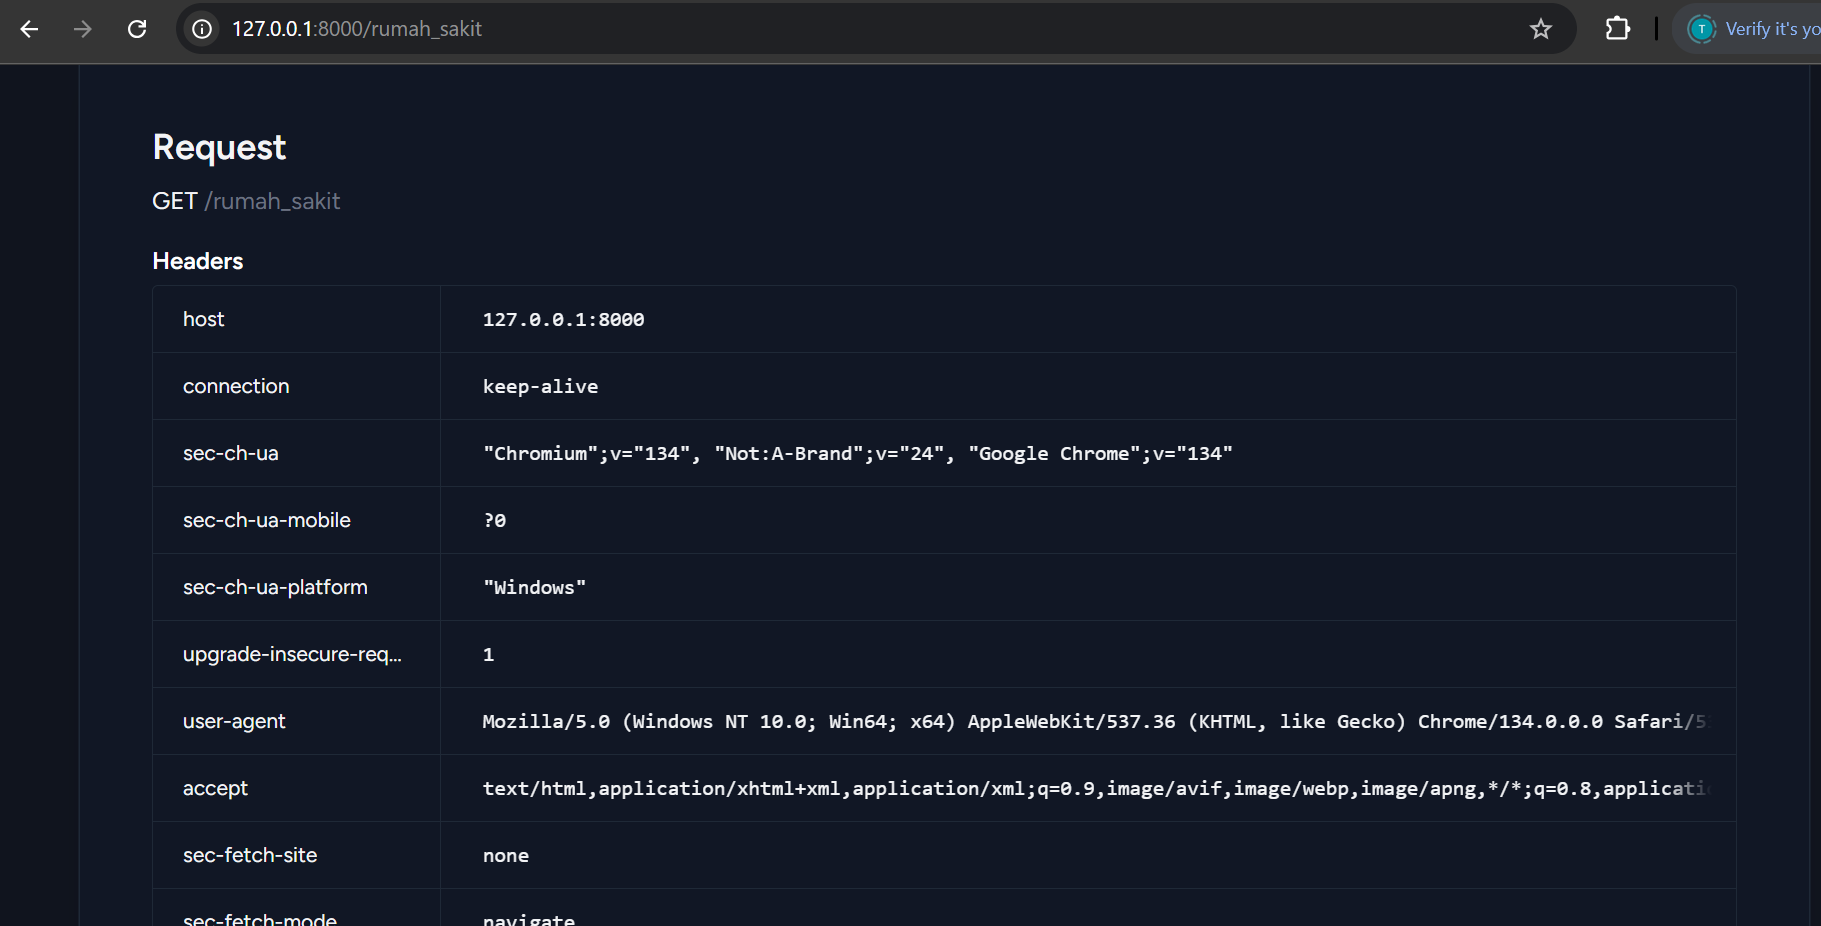 127.0.0.1:8000/rumah_sakit
T Verify it's yo
Request
GET /rumah_sakit
Headers
host 127.0.0.1:8000
connection keep-alive
sec-ch-ua "Chromium";v="134", "Not:A-Brand";v="24", "Google Chrome";v="134"
sec-ch-ua-mobile ?0
sec-ch-ua-platform "Windows"
upgrade-insecure-req... 1
user-agent Mozilla/5.0 (Windows NT 10.0; Win64; x64) AppleWebKit/537.36 (KHTML, like Gecko) Chrome/134.0.0.0 Safari/5
accept text/html,application/xhtml+xml,application/xml;q=0.9,image/avif,image/webp,image/apng,*/*;q=0.8,applicati
sec-fetch-site none
sec-fetch-mode navigate